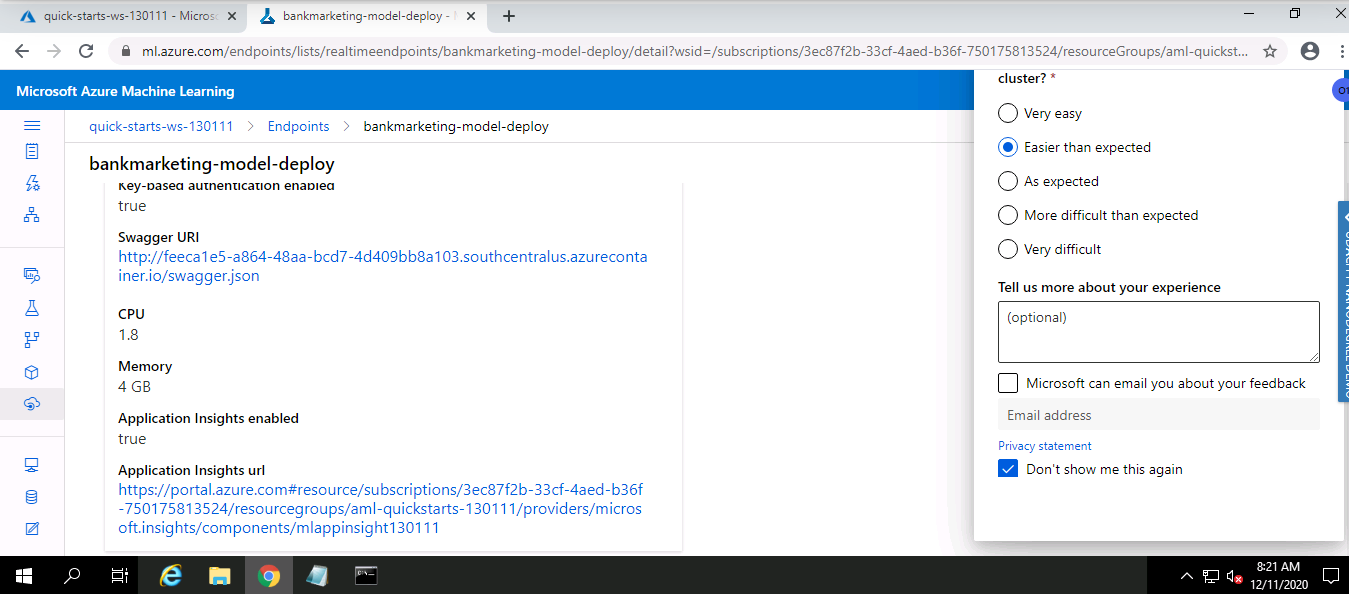 quick-starts-ws-130111 - Micros
bankmarketing-model-deploy -
ml.azure.com/endpoints/lists/realtimeendpoints/bankmarketing-model-deploy/detail?wsid=/subscriptions/3ec87f2b-33cf-4aed-b36f-750175813524/resourceGroups/aml-quickst...
Microsoft Azure Machine Learning
quick-starts-ws-130111 > Endpoints > bankmarketing-model-deploy
bankmarketing-model-deploy
Key-based authentication enabled
true
Swagger URI
http://feeca1e5-a864-48aa-bcd7-4d409bb8a103.southcentralus.azureconta
iner.io/swagger.json
CPU
1.8
Memory
4 GB
Application Insights enabled
true
Application Insights url
https://portal.azure.com#resource/subscriptions/3ec87f2b-33cf-4aed-b36f
-750175813524/resourcegroups/aml-quickstarts-130111/providers/micros
oft.insights/components/mlappinsight130111
cluster? *
Very easy
Easier than expected
As expected
More difficult than expected
Very difficult
Tell us more about your experience
(optional)
Microsoft can email you about your feedback
Email address
Privacy statement
Don't show me this again
8:21 AM
12/11/2020